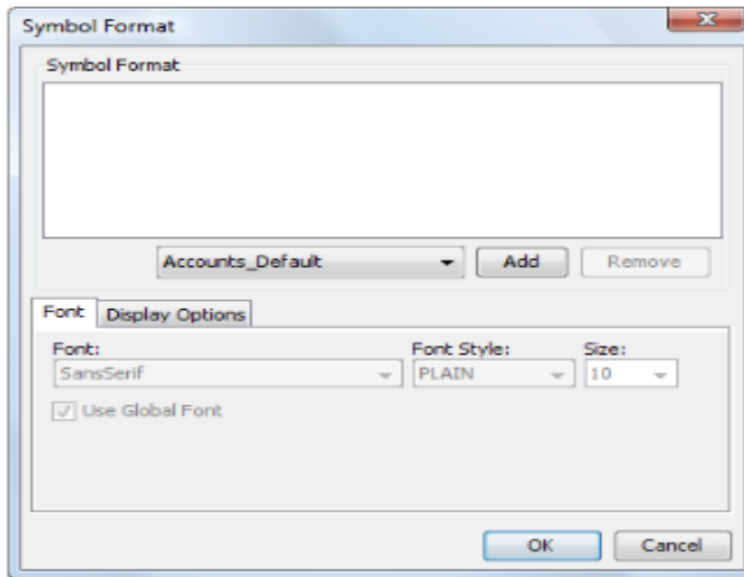 Symbol Format
Symbol Format
Accounts_Default Add Remove
Font Display Options
Font: Font Style: Size:
SansSerif PLAIN 10
Use Global Font
OK Cancel